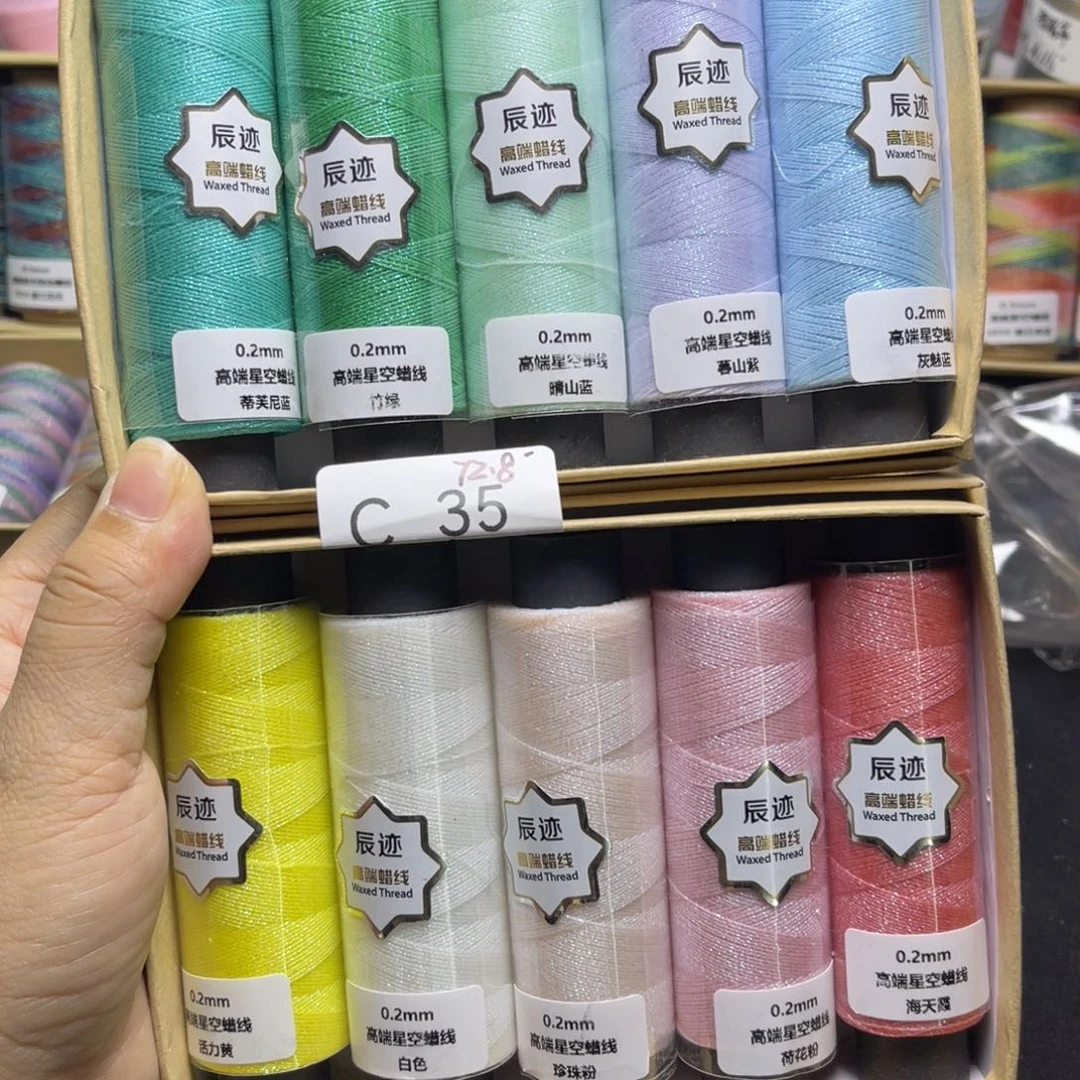 辰迹
高端蜡线
Waxed Thread
0.2mm
高端星空蜡线
蒂芙尼蓝
辰迹
高端蜡线
Waxed Thread
0.2mm
高端星空蜡线
竹绿
辰迹
高端蜡线
Waxed Thread
0.2mm
高端星空蜡线
晴山蓝
辰迹
高端蜡线
Waxed Thread
0.2mm
高端星空蜡线
暮山紫
辰迹
高端蜡线
Waxed Thread
0.2mm
高端星空蜡
灰魅蓝
72.8
C 35
辰迹
高端蜡线
Waxed Thread
0.2mm
端星空蜡线
活力黄
辰迹
高端蜡线
Waxed Thread
0.2mm
高端星空蜡线
白色
辰迹
高端蜡线
Waxed Thread
0.2mm
高端星空蜡线
珍珠粉
辰迹
高端蜡线
Waxed Thread
0.2mm
高端星空蜡线
荷花粉
辰迹
高端蜡线
Waxed Thread
0.2mm
高端星空蜡线
海天霞